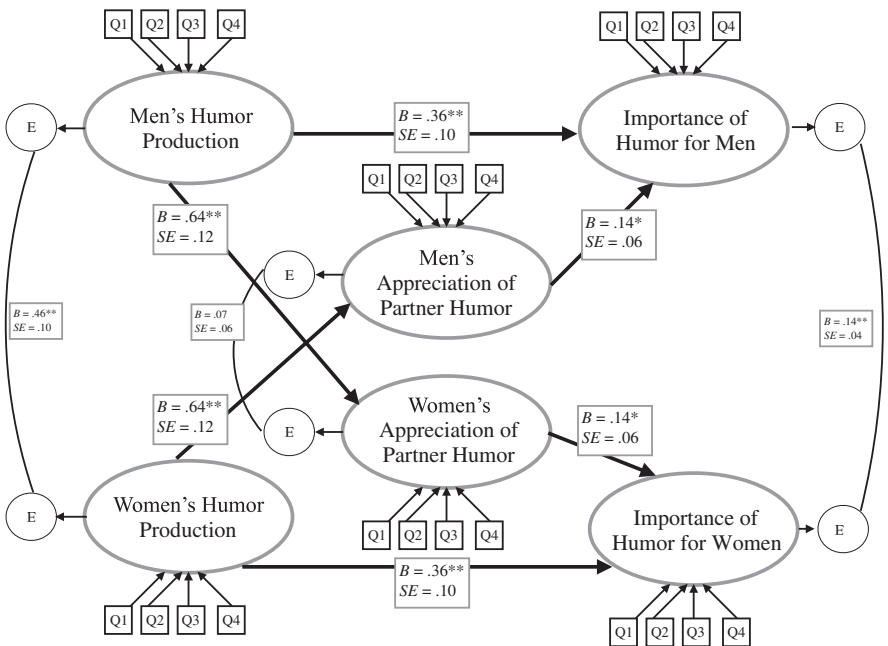 Q1 Q2 Q3 Q4
Q1 Q2 Q3 Q4
E
Men's Humor
Production
B = .36**
SE = .10
Importance of
Humor for Men
E
Q1 Q2 Q3 Q4
B = .64**
SE = .12
B = .14*
SE = .06
E
Men's
Appreciation of
Partner Humor
B = .46**
SE = .10
B = .07
SE = .06
B = .14**
SE = .04
B = .64**
SE = .12
E
Women's
Appreciation of
Partner Humor
B = .14*
SE = .06
E
Women's Humor
Production
Q1 Q2 Q3 Q4
Importance of
Humor for Women
E
B = .36**
SE = .10
Q1 Q2 Q3 Q4
Q1 Q2 Q3 Q4